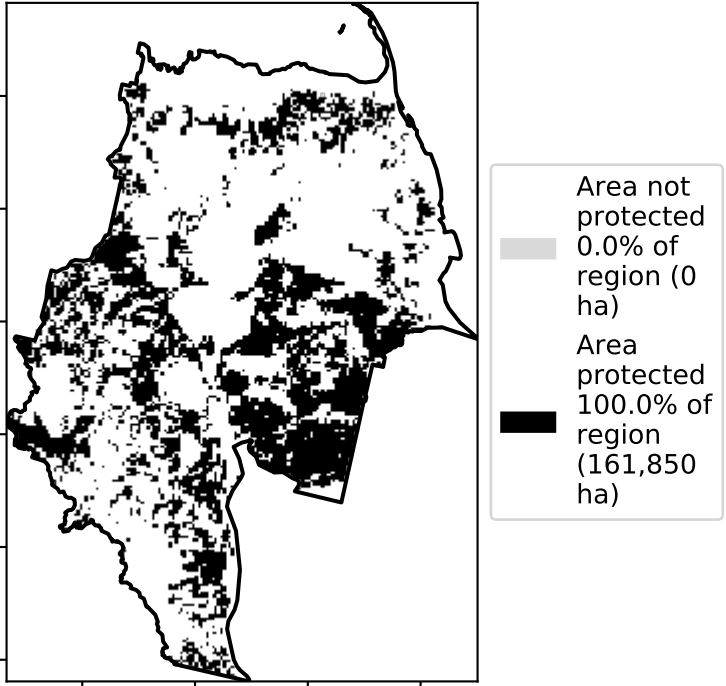 Area not
protected
0.0% of
region (0
ha)
Area
protected
100.0% of
region
(161,850
ha)